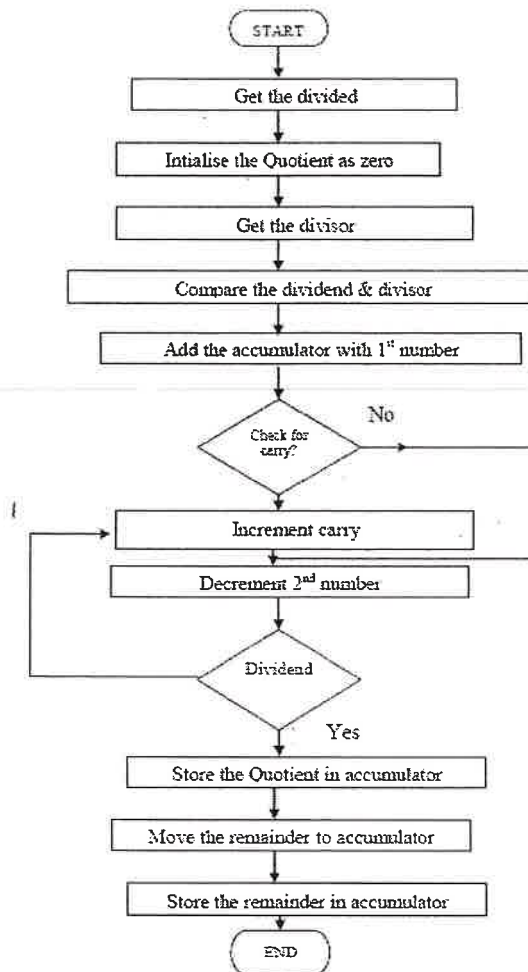 START
Get the divided
Intialise the Quotient as zero
Get the divisor
Compare the dividend & divisor
Add the accumulator with 1st number
No
Check for
carry?
Increment carry
Decrement 2nd number
Dividend
Yes
Store the Quotient in accumulator
Move the remainder to accumulator
Store the remainder in accumulator
END